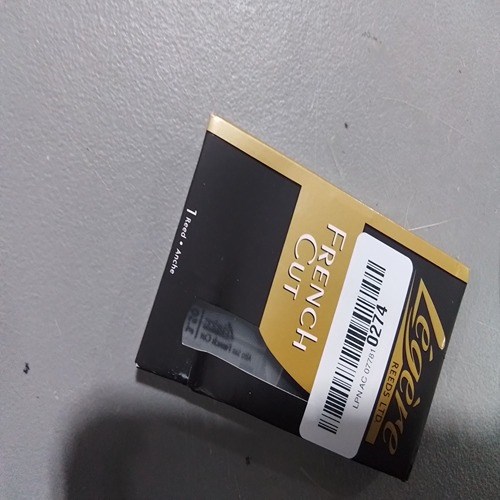 Légère
REEDS LTD
FRENCH
CUT
LPNAC 07781 0274
1 Reed • Anche